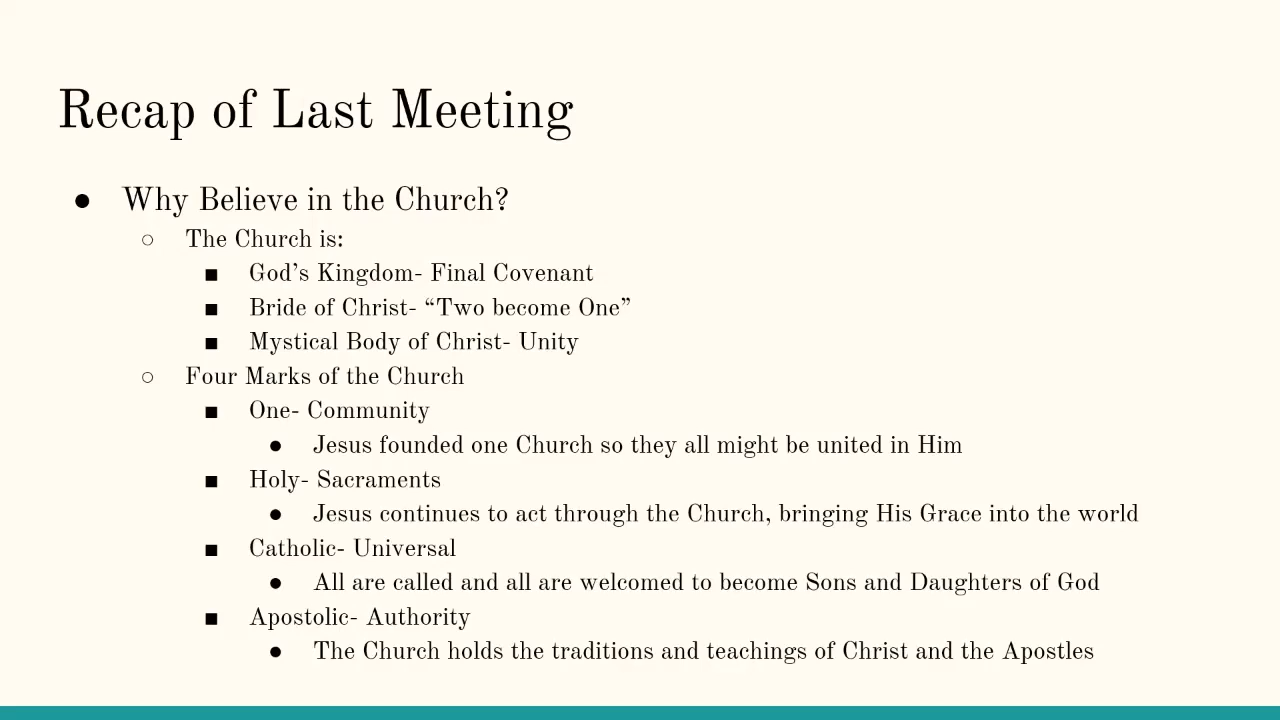 Recap of Last Meeting
● Why Believe in the Church?
○ The Church is:
■ God’s Kingdom- Final Covenant
■ Bride of Christ- “Two become One”
■ Mystical Body of Christ- Unity
○ Four Marks of the Church
■ One- Community
● Jesus founded one Church so they all might be united in Him
■ Holy- Sacraments
● Jesus continues to act through the Church, bringing His Grace into the world
■ Catholic- Universal
● All are called and all are welcomed to become Sons and Daughters of God
■ Apostolic- Authority
● The Church holds the traditions and teachings of Christ and the Apostles